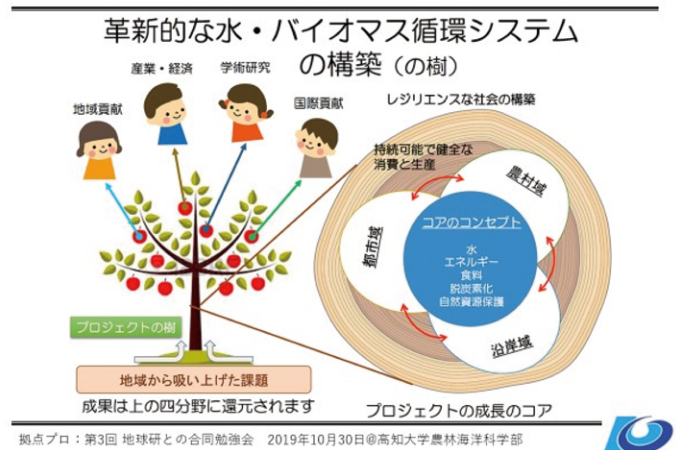 革新的な水・バイオマス循環システム
の構築（の樹）
産業・経済
学術研究
地域貢献
国際貢献
レジリエンスな社会の構築
持続可能で健全な
消費と生産
農村域
都市域
コアのコンセプト
水
エネルギー
食料
脱炭素化
自然資源保護
沿岸域
プロジェクトの樹
地域から吸い上げた課題
成果は上の四分野に還元されます
プロジェクトの成長のコア
拠点プロ：第3回 地球研との合同勉強会　2019年10月30日＠高知大学農林海洋科学部